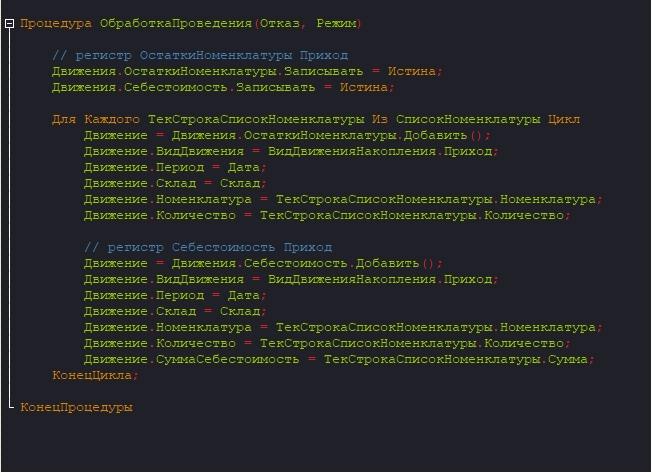 Процедура ОбработкаПроведения(Отказ, Режим)
// регистр ОстаткиНоменклатуры Приход
Движения.ОстаткиНоменклатуры.Записывать = Истина;
Движения.Себестоимость.Записывать = Истина;
Для Каждого ТекСтрокаСписокНоменклатуры Из СписокНоменклатуры Цикл
Движение = Движения.ОстаткиНоменклатуры.Добавить();
Движение.ВидДвижения = ВидДвиженияНакопления.Приход;
Движение.Период = Дата;
Движение.Склад = Склад;
Движение.Номенклатура = ТекСтрокаСписокНоменклатуры.Номенклатура;
Движение.Количество = ТекСтрокаСписокНоменклатуры.Количество;
// регистр Себестоимость Приход
Движение = Движения.Себестоимость.Добавить();
Движение.ВидДвижения = ВидДвиженияНакопления.Приход;
Движение.Период = Дата;
Движение.Склад = Склад;
Движение.Номенклатура = ТекСтрокаСписокНоменклатуры.Номенклатура;
Движение.Количество = ТекСтрокаСписокНоменклатуры.Количество;
Движение.СуммаСебестоимость = ТекСтрокаСписокНоменклатуры.Сумма;
КонецЦикла;
КонецПроцедуры